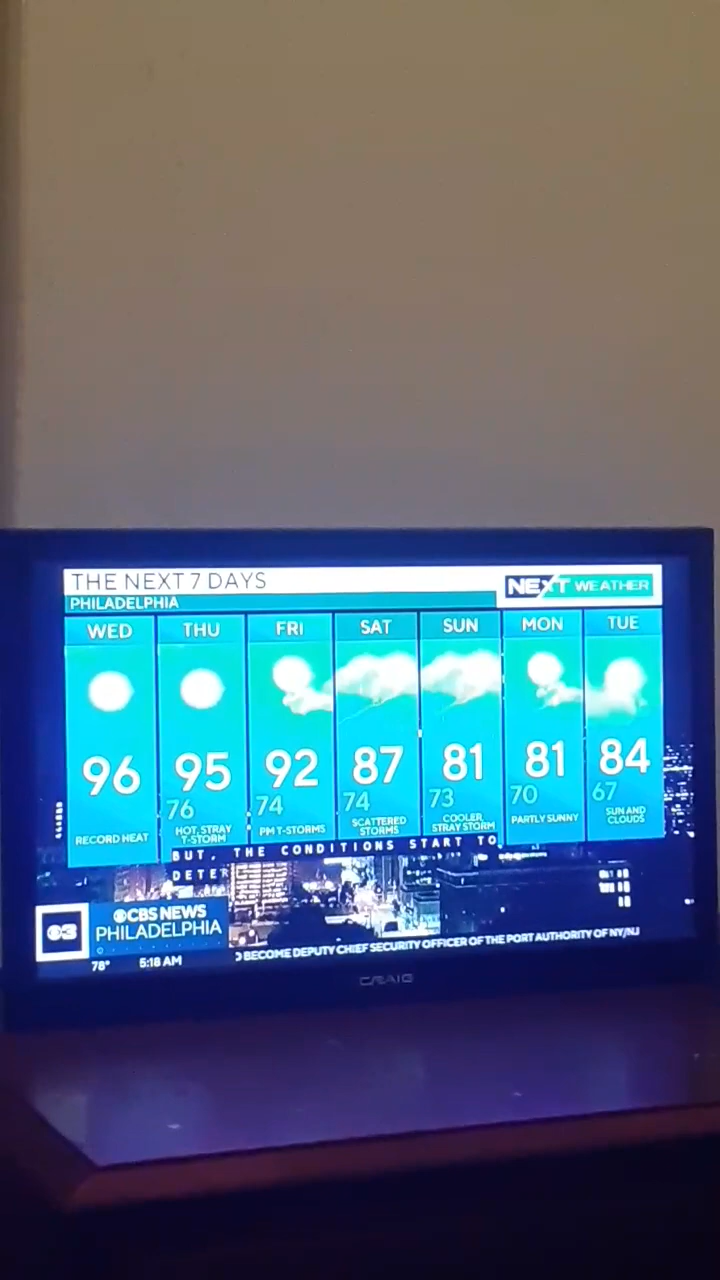 THE NEXT 7 DAYS
NEXT WEATHER
PHILADELPHIA
WED THU FRI SAT SUN MON TUE
96 95 92 87 81 81 84
76 74 74 73 70 67
RECORD HEAT
HOT, STRAY
T-STORM
PM T-STORMS
SCATTERED
STORMS
COOLER
STRAY STORM
PARTLY SUNNY
SUN AND
CLOUDS
BUT, THE CONDITIONS START TO
DETER
3
CBS NEWS
PHILADELPHIA
78° 5:18 AM
O BECOME DEPUTY CHIEF SECURITY OFFICER OF THE PORT AUTHORITY OF NY/NJ
CRAIG